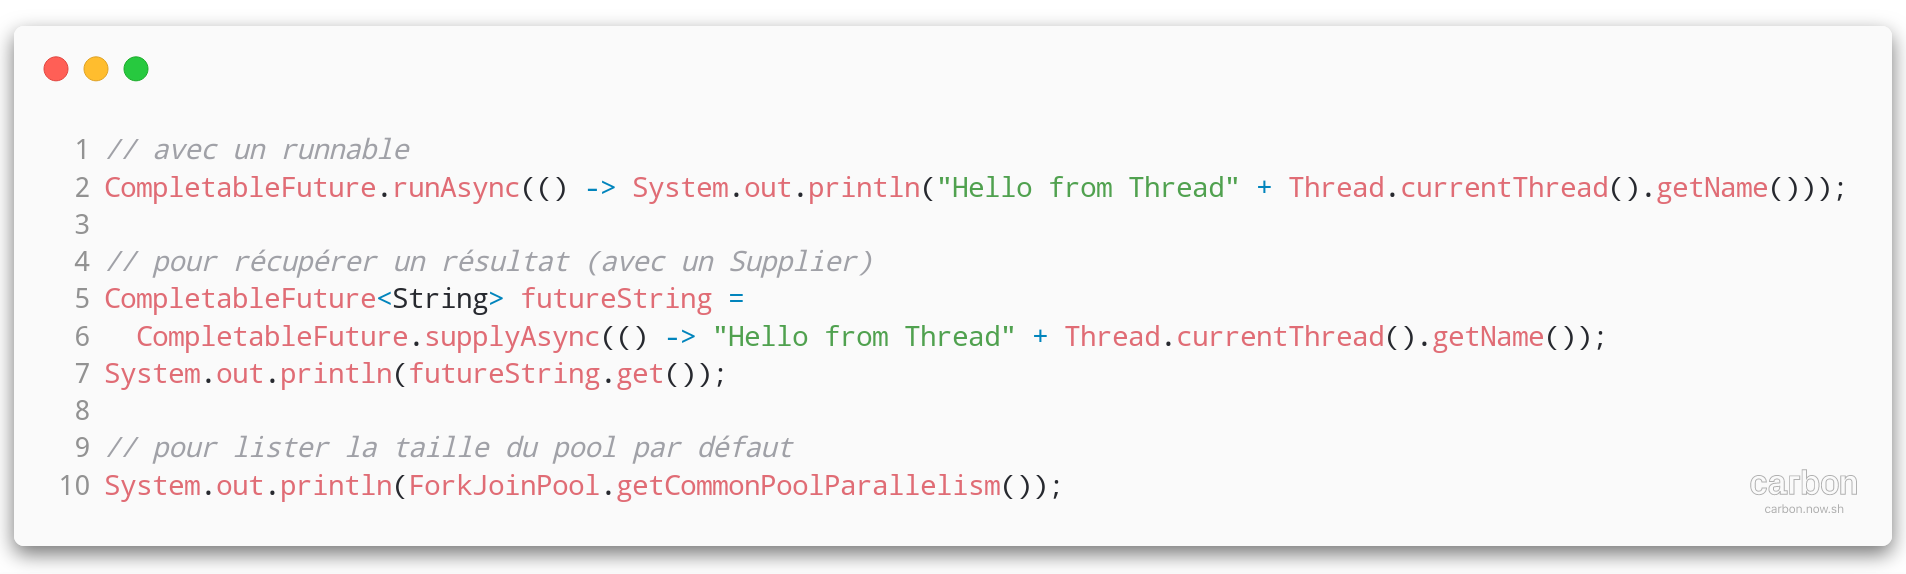 1 // avec un runnable
2 CompletableFuture.runAsync(() -> System.out.println("Hello from Thread" + Thread.currentThread().getName()));
3
4 // pour récupérer un résultat (avec un Supplier)
5 CompletableFuture<String> futureString =
6   CompletableFuture.supplyAsync(() -> "Hello from Thread" + Thread.currentThread().getName());
7 System.out.println(futureString.get());
8
9 // pour lister la taille du pool par défaut
10 System.out.println(ForkJoinPool.getCommonPoolParallelism());
carbon
carbon.now.sh